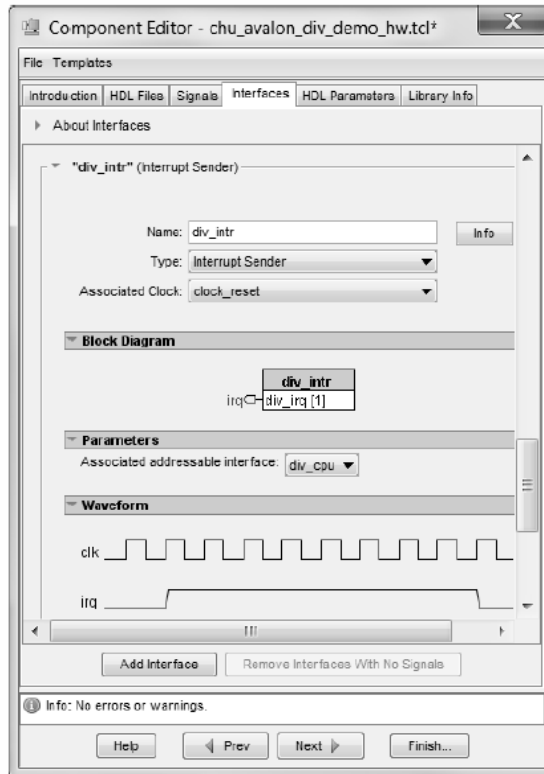 Component Editor - chu_avalon_div_demo_hw.tcl*
File Templates
Introduction HDL Files Signals Interfaces HDL Parameters Library Info
About Interfaces
"div_intr" (Interrupt Sender)
Name: div_intr Info
Type: Interrupt Sender
Associated Clock: clock_reset
Block Diagram
div_intr
irq div_irq [1]
Parameters
Associated addressable interface: div_cpu
Waveform
clk
irq
Add Interface Remove Interfaces With No Signals
Info: No errors or warnings.
Help Prev Next Finish...